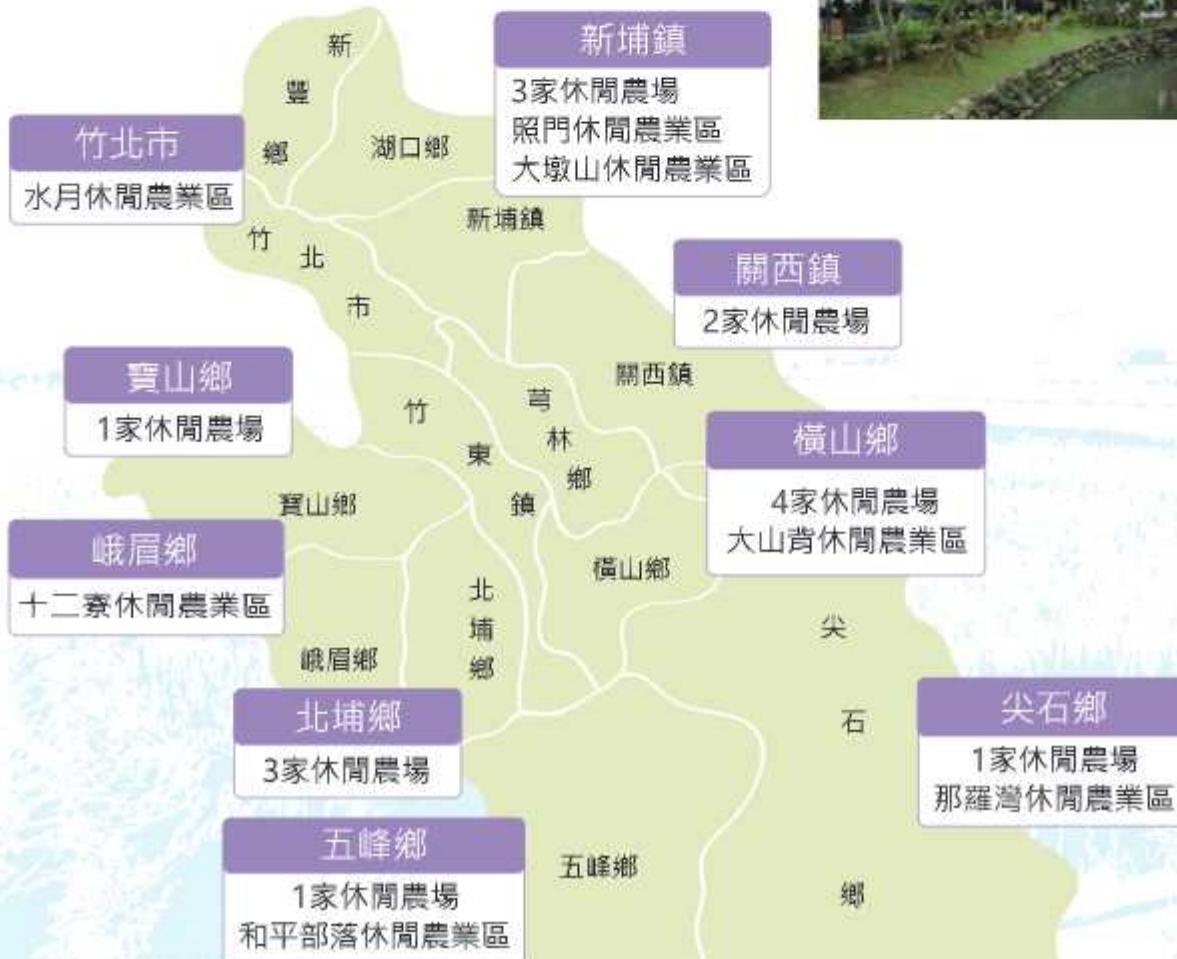 新埔鎮
3家休閒農場
照門休閒農業區
大墩山休閒農業區
竹北市
水月休閒農業區
關西鎮
2家休閒農場
寶山鄉
1家休閒農場
橫山鄉
4家休閒農場
大山背休閒農業區
峨眉鄉
十二寮休閒農業區
北埔鄉
3家休閒農場
尖石鄉
1家休閒農場
那羅灣休閒農業區
五峰鄉
1家休閒農場
和平部落休閒農業區
新豐鄉
湖口鄉
新埔鎮
竹北市
關西鎮
芎林鄉
竹東鎮
寶山鄉
橫山鄉
北埔鄉
峨眉鄉
尖石鄉
五峰鄉